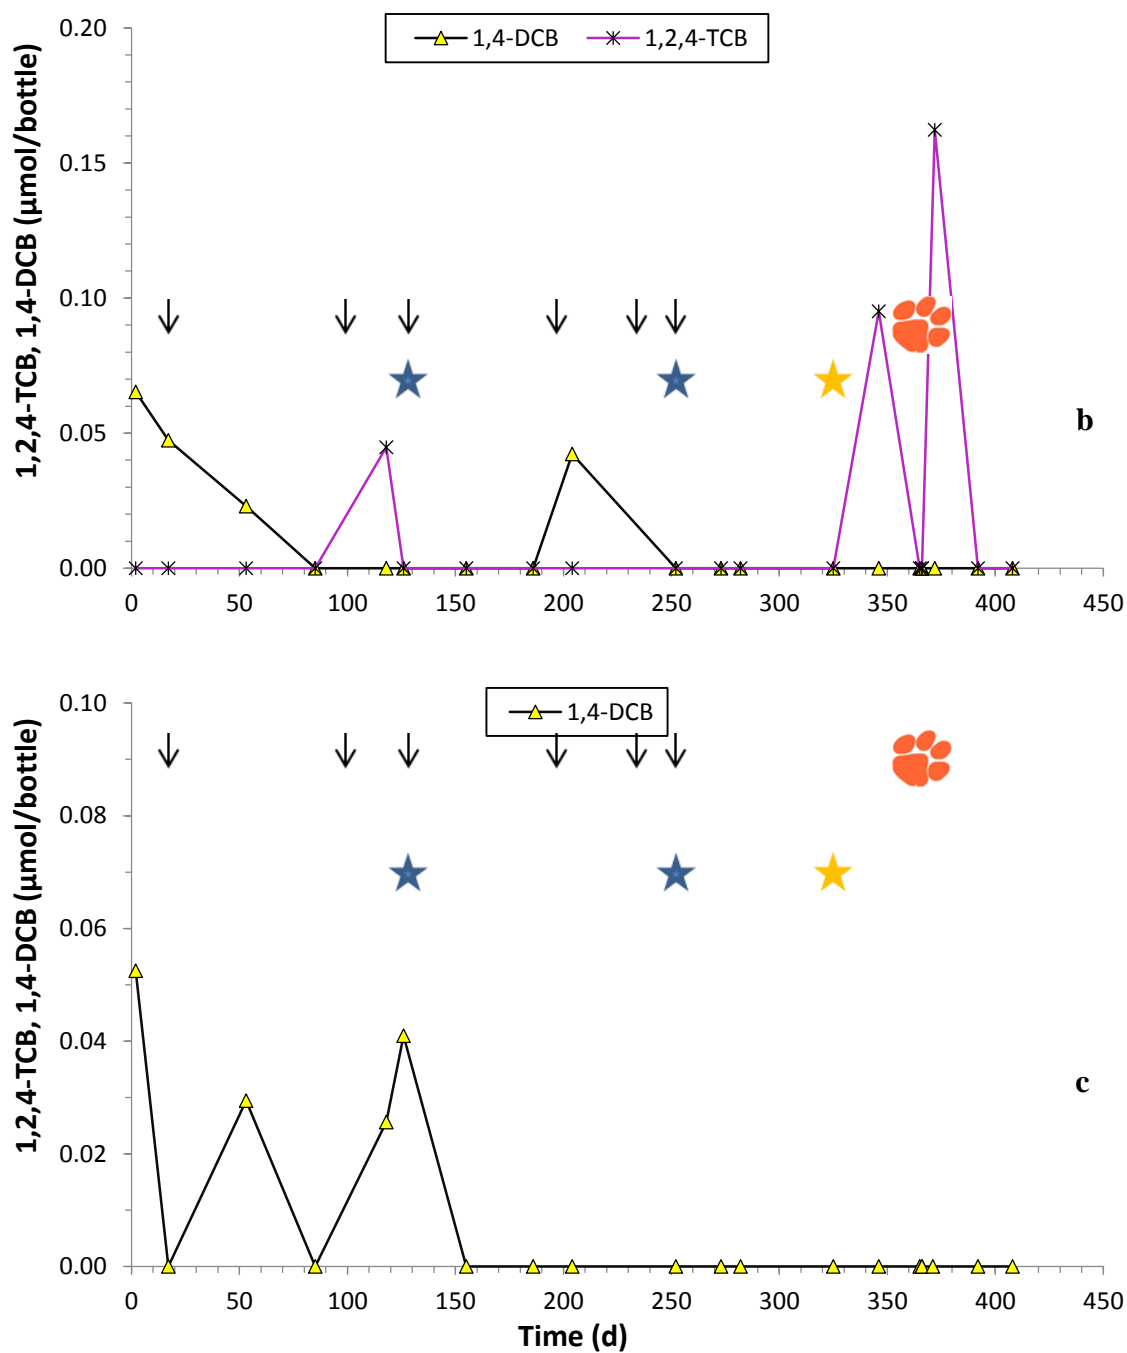 1,4-DCB 1,2,4-TCB
1,2,4-TCB, 1,4-DCB (µmol/bottle)
0.20
0.15
0.10
0.05
0.00
b
0 50 100 150 200 250 300 350 400 450
1,4-DCB
1,2,4-TCB, 1,4-DCB (µmol/bottle)
0.10
0.08
0.06
0.04
0.02
0.00
c
0 50 100 150 200 250 300 350 400 450
Time (d)